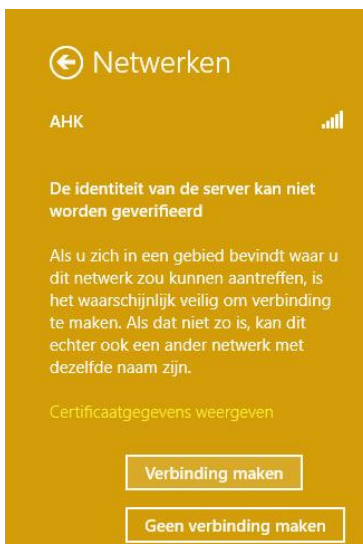 Netwerken
AHK
De identiteit van de server kan niet
worden geverifieerd
Als u zich in een gebied bevindt waar u
dit netwerk zou kunnen aantreffen, is
het waarschijnlijk veilig om verbinding
te maken. Als dat niet zo is, kan dit
echter ook een ander netwerk met
dezelfde naam zijn.
Certificaatgegevens weergeven
Verbinding maken
Geen verbinding maken